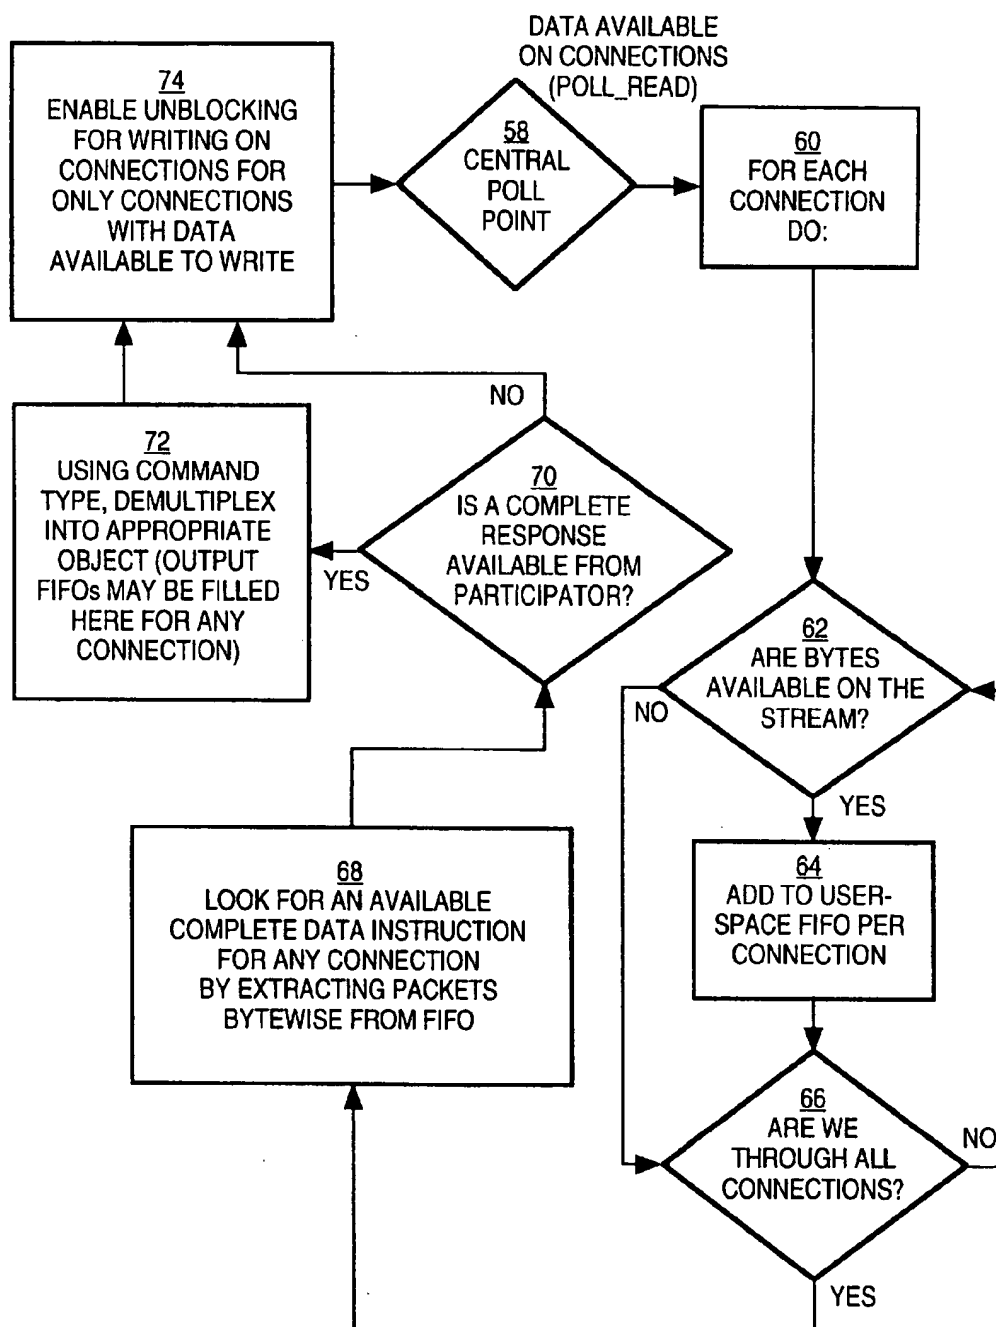 DATA AVAILABLE
ON CONNECTIONS
(POLL_READ)
74
ENABLE UNBLOCKING
FOR WRITING ON
CONNECTIONS FOR
ONLY CONNECTIONS
WITH DATA
AVAILABLE TO WRITE
58
CENTRAL
POLL
POINT
60
FOR EACH
CONNECTION
DO:
NO
72
USING COMMAND
TYPE, DEMULTIPLEX
INTO APPROPRIATE
OBJECT (OUTPUT
FIFOs MAY BE FILLED
HERE FOR ANY
CONNECTION)
YES
70
IS A COMPLETE
RESPONSE
AVAILABLE FROM
PARTICIPATOR?
62
ARE BYTES
AVAILABLE ON THE
STREAM?
NO
YES
64
ADD TO USER-
SPACE FIFO PER
CONNECTION
68
LOOK FOR AN AVAILABLE
COMPLETE DATA INSTRUCTION
FOR ANY CONNECTION
BY EXTRACTING PACKETS
BYTEWISE FROM FIFO
66
ARE WE
THROUGH ALL
CONNECTIONS?
NO
YES